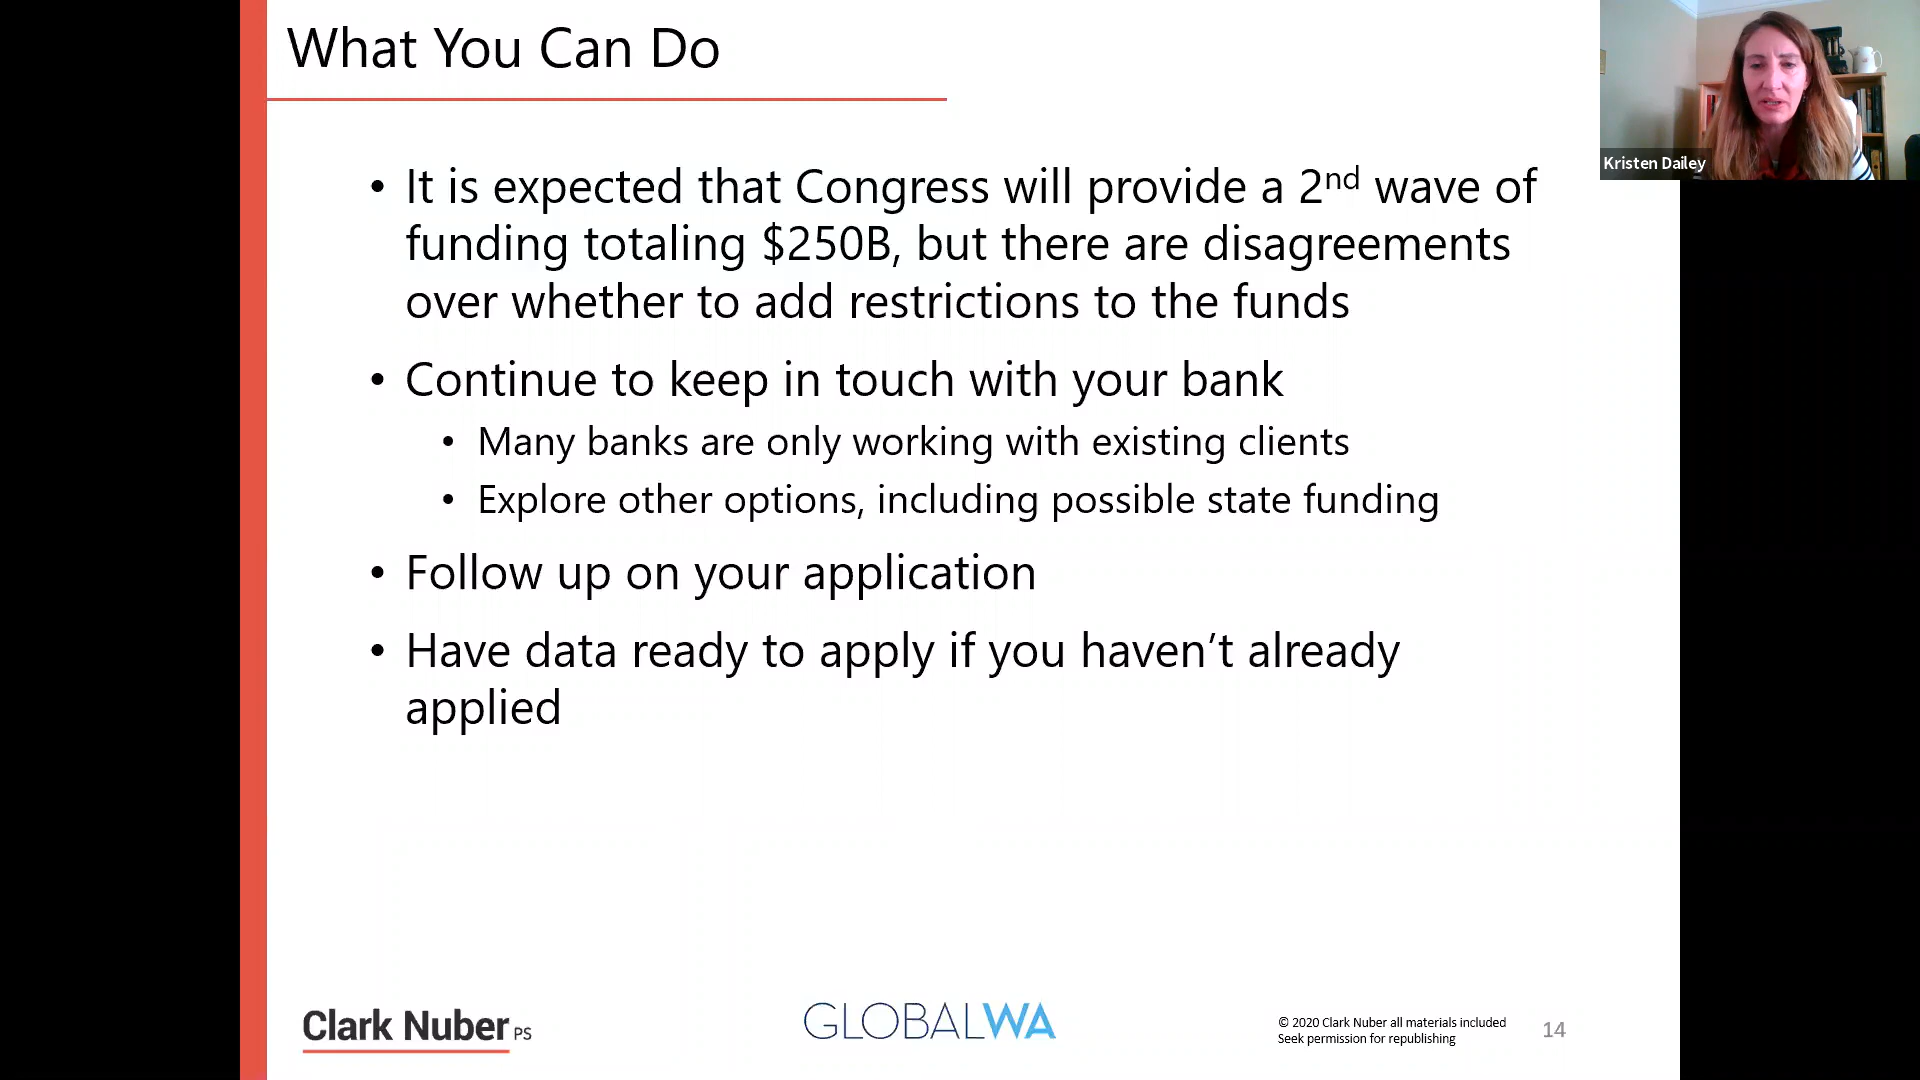 What You Can Do
Kristen Dailey
• It is expected that Congress will provide a 2nd wave of
funding totaling $250B, but there are disagreements
over whether to add restrictions to the funds
• Continue to keep in touch with your bank
• Many banks are only working with existing clients
• Explore other options, including possible state funding
• Follow up on your application
• Have data ready to apply if you haven’t already
applied
Clark Nuber PS
GLOBALWA
© 2020 Clark Nuber all materials included
Seek permission for republishing
14